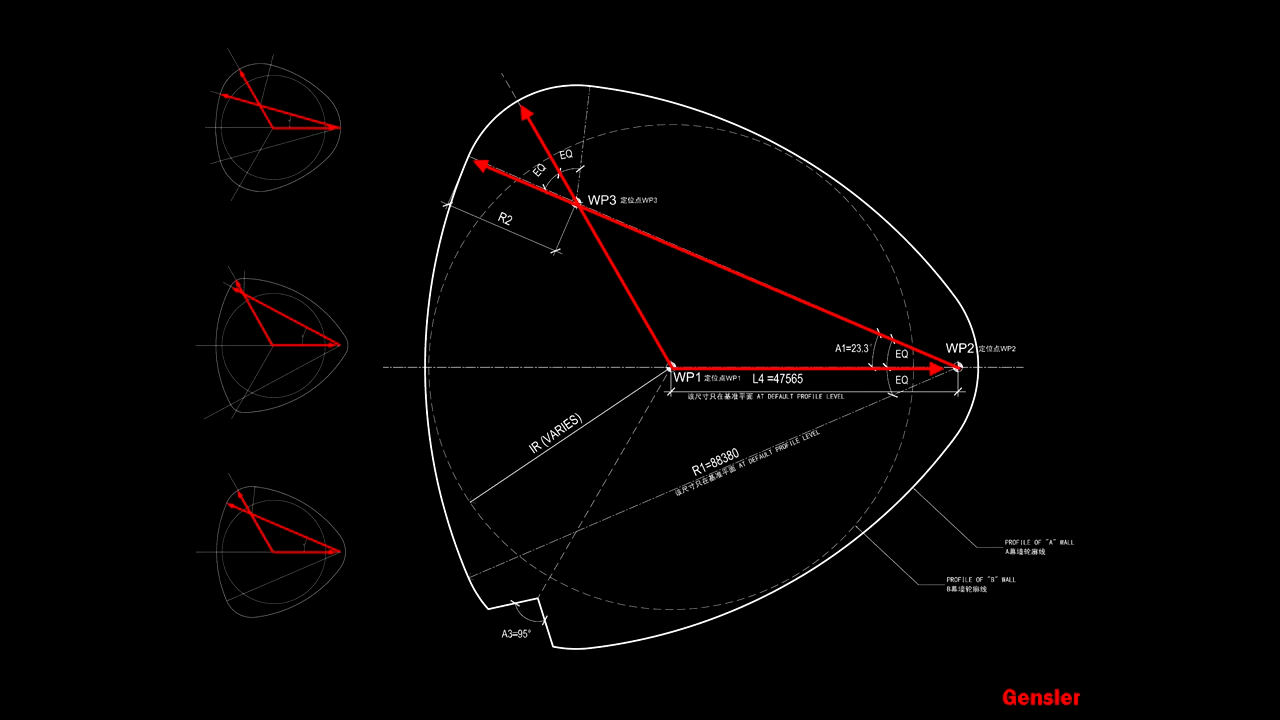 EQ
EQ
WP3 定位点WP3
R2
A1=23.3°
EQ
WP2 定位点WP2
EQ
WP1 定位点WP1
L4 =47565
该尺寸只在基准平面 AT DEFAULT PROFILE LEVEL
IR (VARIES)
R1=88380
该尺寸只在基准平面 AT DEFAULT PROFILE LEVEL
PROFILE OF "A" WALL
A幕墙轮廓线
PROFILE OF "B" WALL
B幕墙轮廓线
A3=95°
Gensler